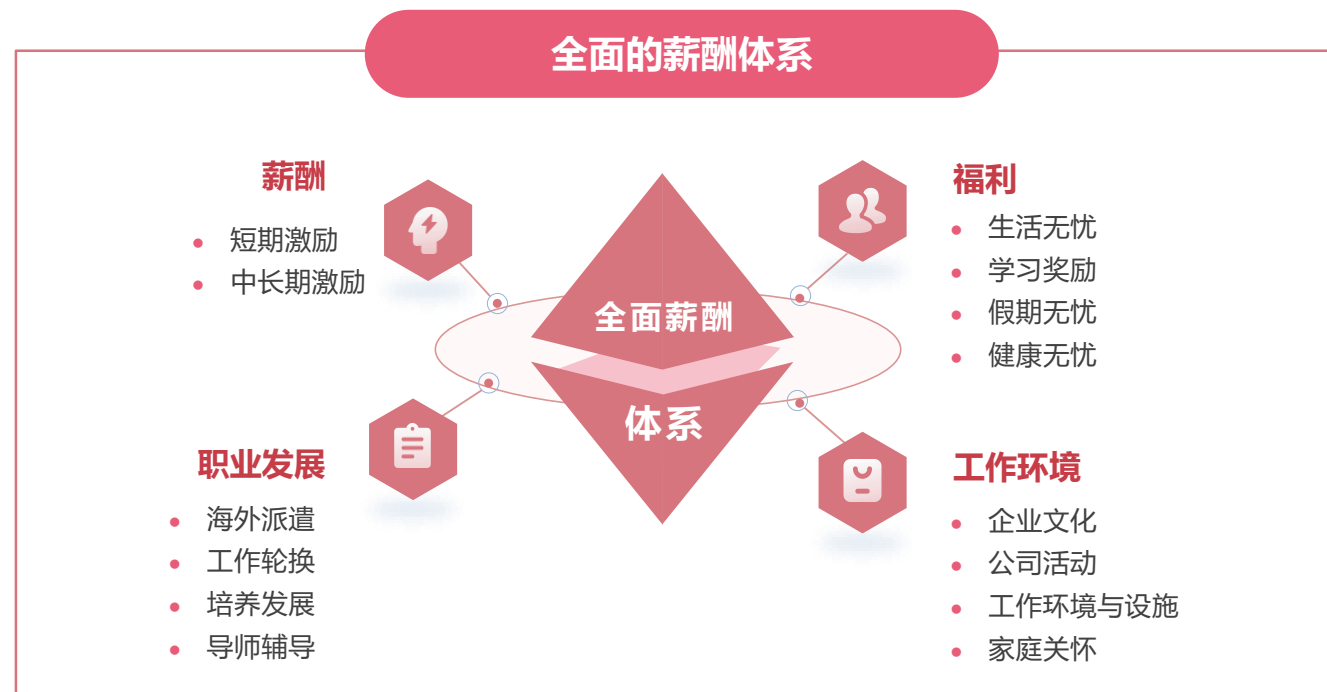 全面的薪酬体系
薪酬
短期激励
中长期激励
福利
生活无忧
学习奖励
假期无忧
健康无忧
全面薪酬
体系
职业发展
海外派遣
工作轮换
培养发展
导师辅导
工作环境
企业文化
公司活动
工作环境与设施
家庭关怀